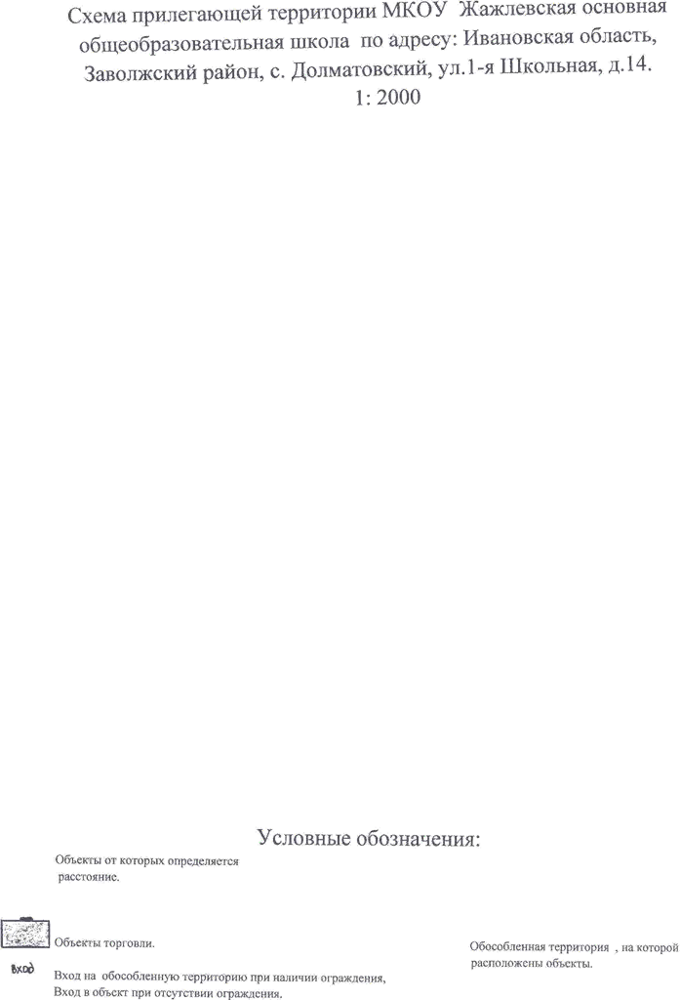 Схема прилегающей территории МКОУ Жажлевская основная
общеобразовательная школа по адресу: Ивановская область,
Заволжский район, с. Долматовский, ул.1-я Школьная, д.14.
1: 2000
Условные обозначения:
Объекты от которых определяется
расстояние.
Объекты торговли.
Обособленная территория , на которой
расположены объекты.
вход
Вход на обособленную территорию при наличии ограждения,
Вход в объект при отсутствии ограждения.